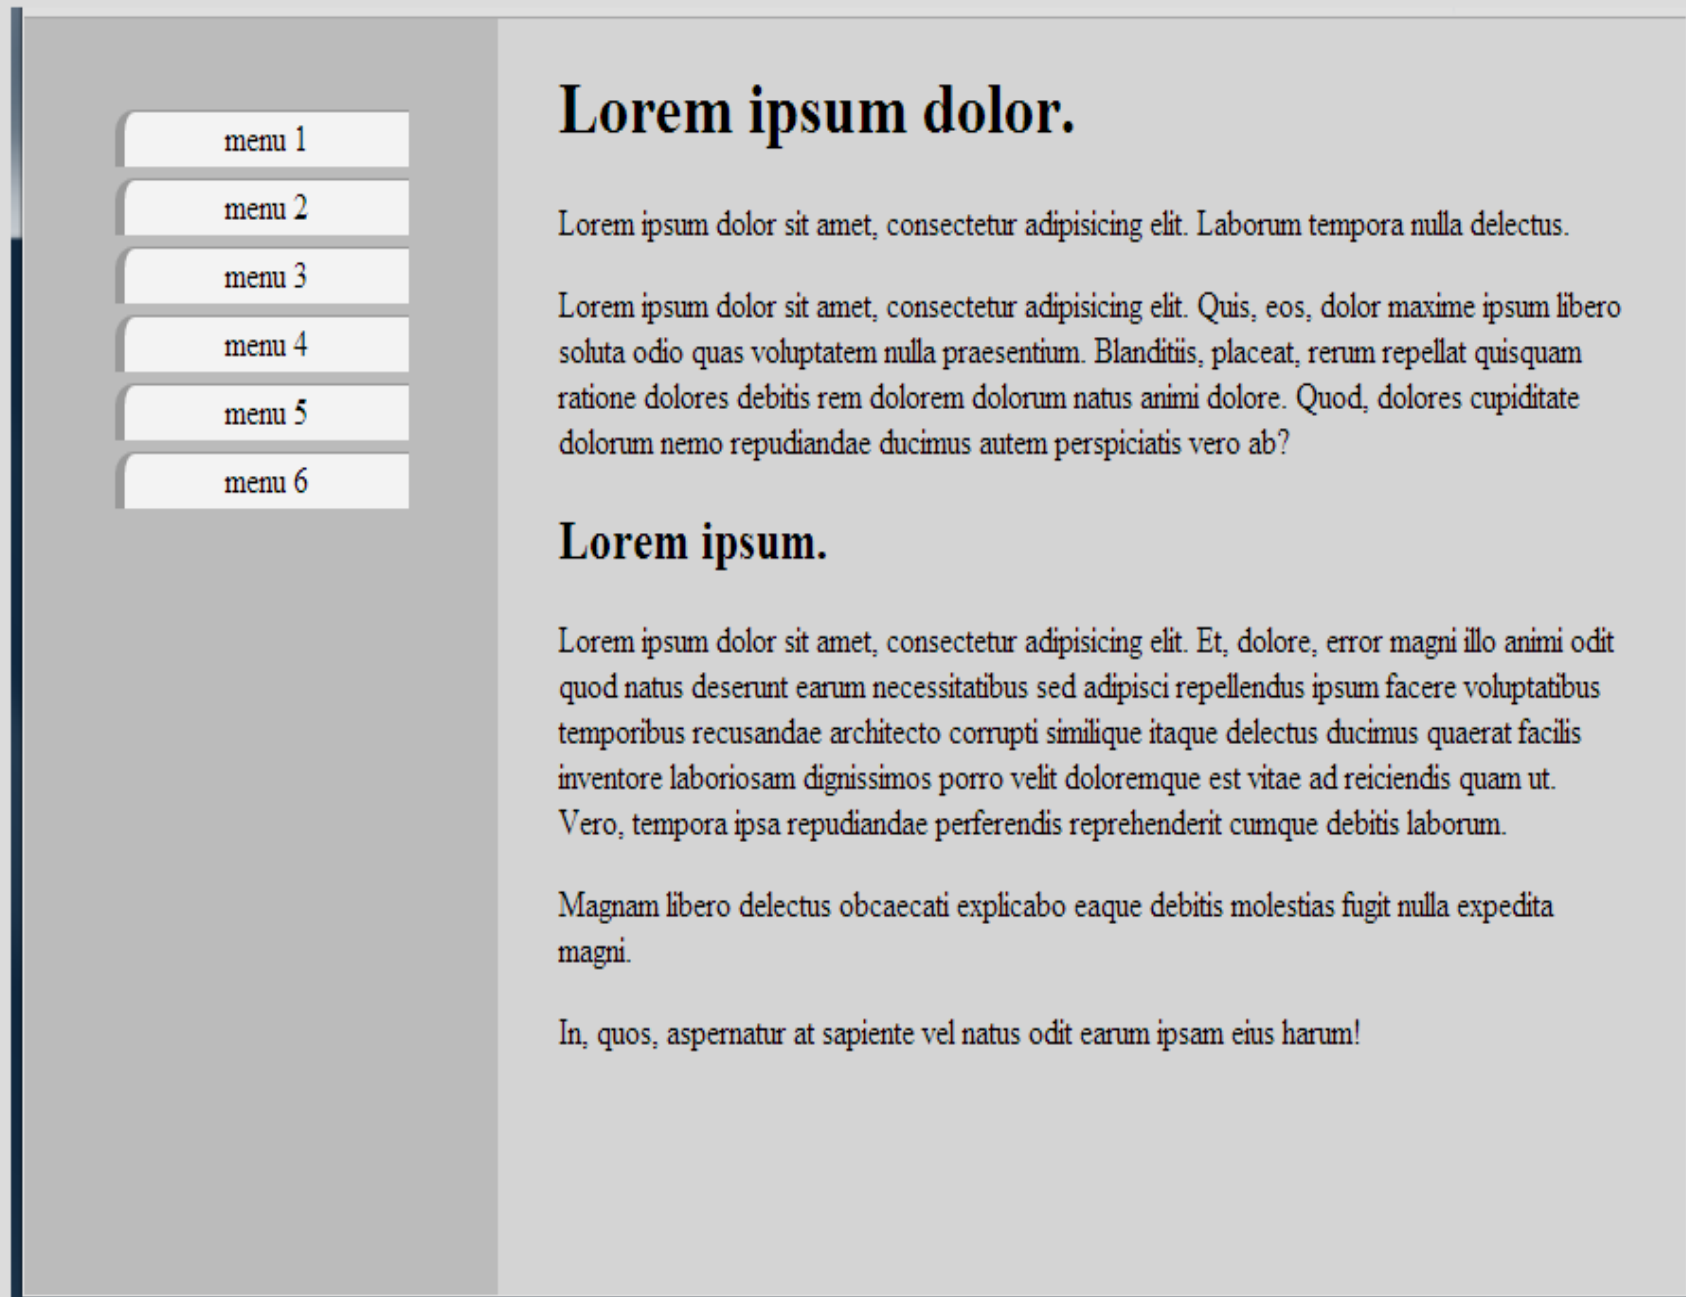 menu 1
menu 2
menu 3
menu 4
menu 5
menu 6
Lorem ipsum dolor.
Lorem ipsum dolor sit amet, consectetur adipisicing elit. Laborum tempora nulla delectus.
Lorem ipsum dolor sit amet, consectetur adipisicing elit. Quis, eos, dolor maxime ipsum libero
soluta odio quas voluptatem nulla praesentium. Blanditiis, placeat, rerum repellat quisquam
ratione dolores debitis rem dolorem dolorum natus animi dolore. Quod, dolores cupiditate
dolorum nemo repudiandae ducimus autem perspiciatis vero ab?
Lorem ipsum.
Lorem ipsum dolor sit amet, consectetur adipisicing elit. Et, dolore, error magni illo animi odit
quod natus deserunt earum necessitatibus sed adipisci repellendus ipsum facere voluptatibus
temporibus recusandae architecto corrupti similique itaque delectus ducimus quaerat facilis
inventore laboriosam dignissimos porro velit doloremque est vitae ad reiciendis quam ut.
Vero, tempora ipsa repudiandae perferendis reprehenderit cumque debitis laborum.
Magnam libero delectus obcaecati explicabo eaque debitis molestias fugit nulla expedita
magni.
In, quos, aspernatur at sapiente vel natus odit earum ipsam eius harum!